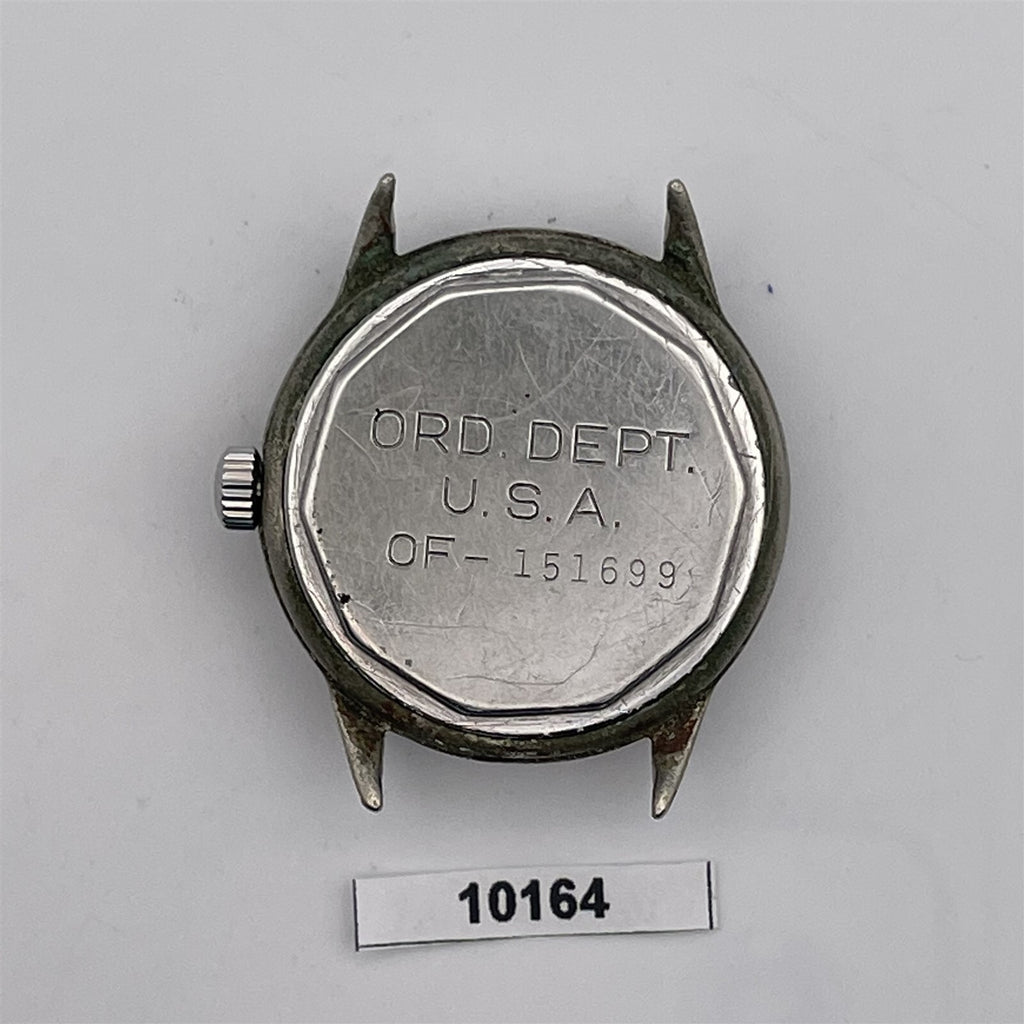 ORD. DEPT.
U.S.A.
OF- 151699
10164